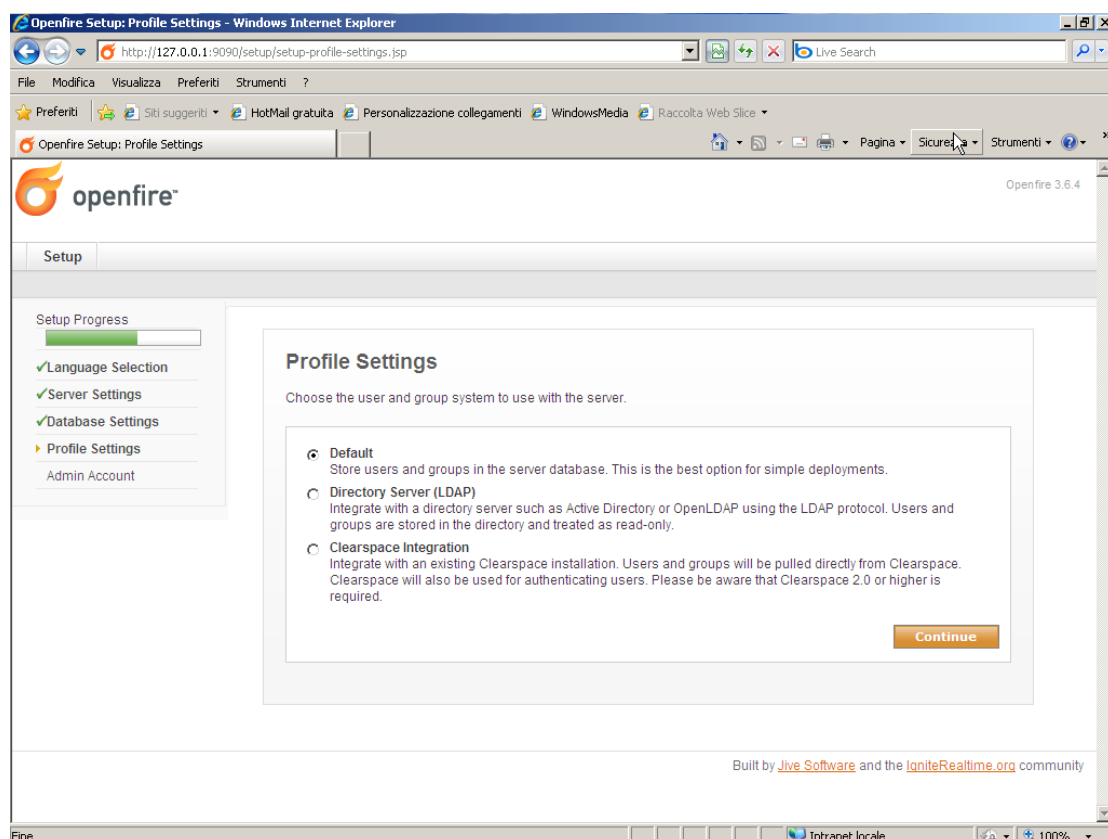 Openfire Setup: Profile Settings - Windows Internet Explorer
http://127.0.0.1:9090/setup/setup-profile-settings.jsp
Live Search
File Modifica Visualizza Preferiti Strumenti ?
Preferiti Siti suggeriti HotMail gratuita Personalizzazione collegamenti WindowsMedia Raccolta Web Slice
Openfire Setup: Profile Settings
Pagina Sicurezza Strumenti
openfire™
Openfire 3.6.4
Setup
Setup Progress
Language Selection
Server Settings
Database Settings
Profile Settings
Admin Account
Profile Settings
Choose the user and group system to use with the server.
Default
Store users and groups in the server database. This is the best option for simple deployments.
Directory Server (LDAP)
Integrate with a directory server such as Active Directory or OpenLDAP using the LDAP protocol. Users and
groups are stored in the directory and treated as read-only.
Clearspace Integration
Integrate with an existing Clearspace installation. Users and groups will be pulled directly from Clearspace.
Clearspace will also be used for authenticating users. Please be aware that Clearspace 2.0 or higher is
required.
Continue
Built by Jive Software and the IgniteRealtime.org community
Fine
Intranet locale
100%